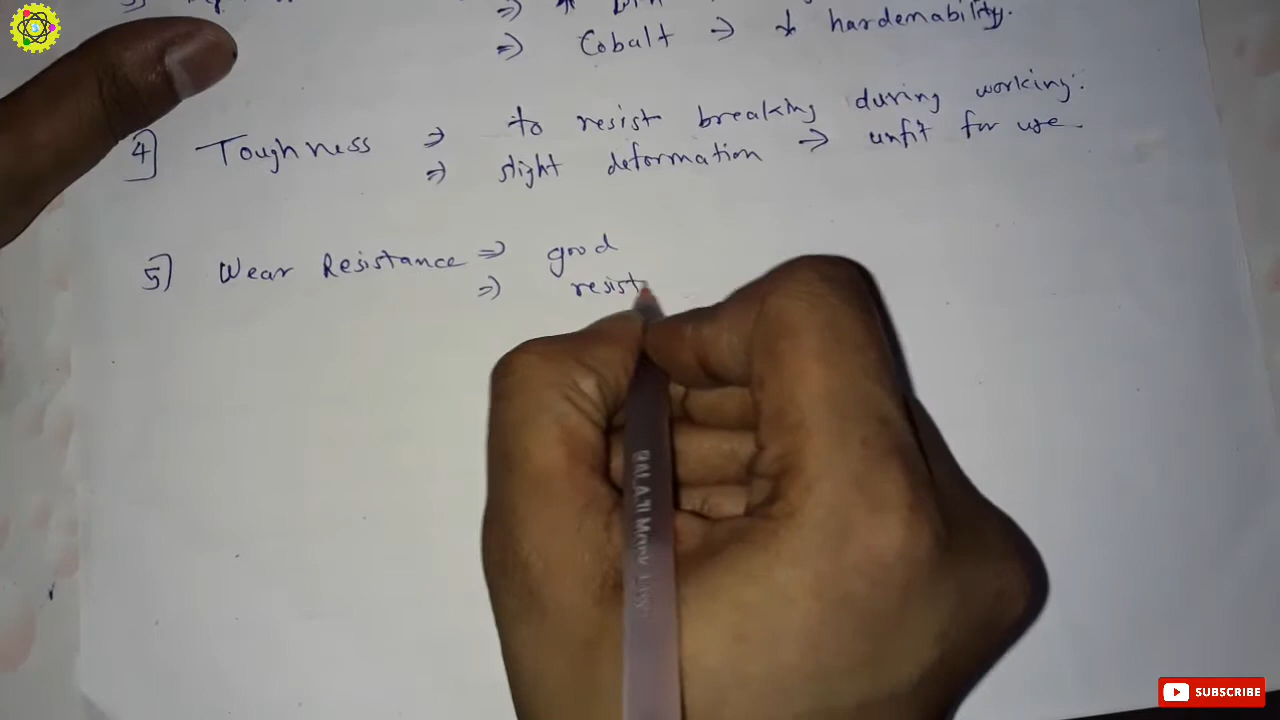 ⇒ Cobalt → ↓ hardenability.
4] Toughness ⇒ to resist breaking during working.
⇒ slight deformation → unfit for use.
5] Wear Resistance ⇒ good
⇒ resist
SUBSCRIBE